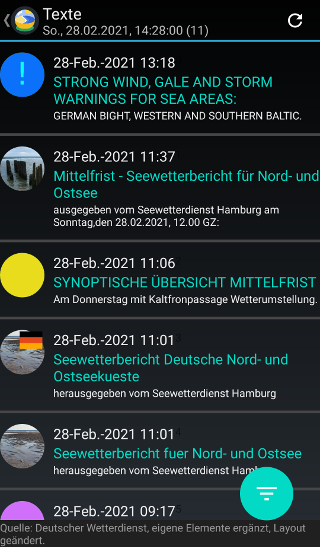 Texte
So., 28.02.2021, 14:28:00 (11)
!
28-Feb.-2021 13:18
STRONG WIND, GALE AND STORM
WARNINGS FOR SEA AREAS:
GERMAN BIGHT, WESTERN AND SOUTHERN BALTIC.
28-Feb.-2021 11:37
Mittelfrist - Seewetterbericht für Nord- und
Ostsee
ausgegeben vom Seewetterdienst Hamburg am
Sonntag,den 28.02.2021, 12.00 GZ:
28-Feb.-2021 11:06
SYNOPTISCHE ÜBERSICHT MITTELFRIST
Am Donnerstag mit Kaltfronpassage Wetterumstellung.
28-Feb.-2021 11:01
Seewetterbericht Deutsche Nord- und
Ostseekueste
herausgegeben vom Seewetterdienst Hamburg
28-Feb.-2021 11:01
Seewetterbericht fuer Nord- und Ostsee
herausgegeben vom Seewetterdienst
28-Feb.-2021 09:17
Quelle: Deutscher Wetterdienst, eigene Elemente ergänzt, Layout
geändert.